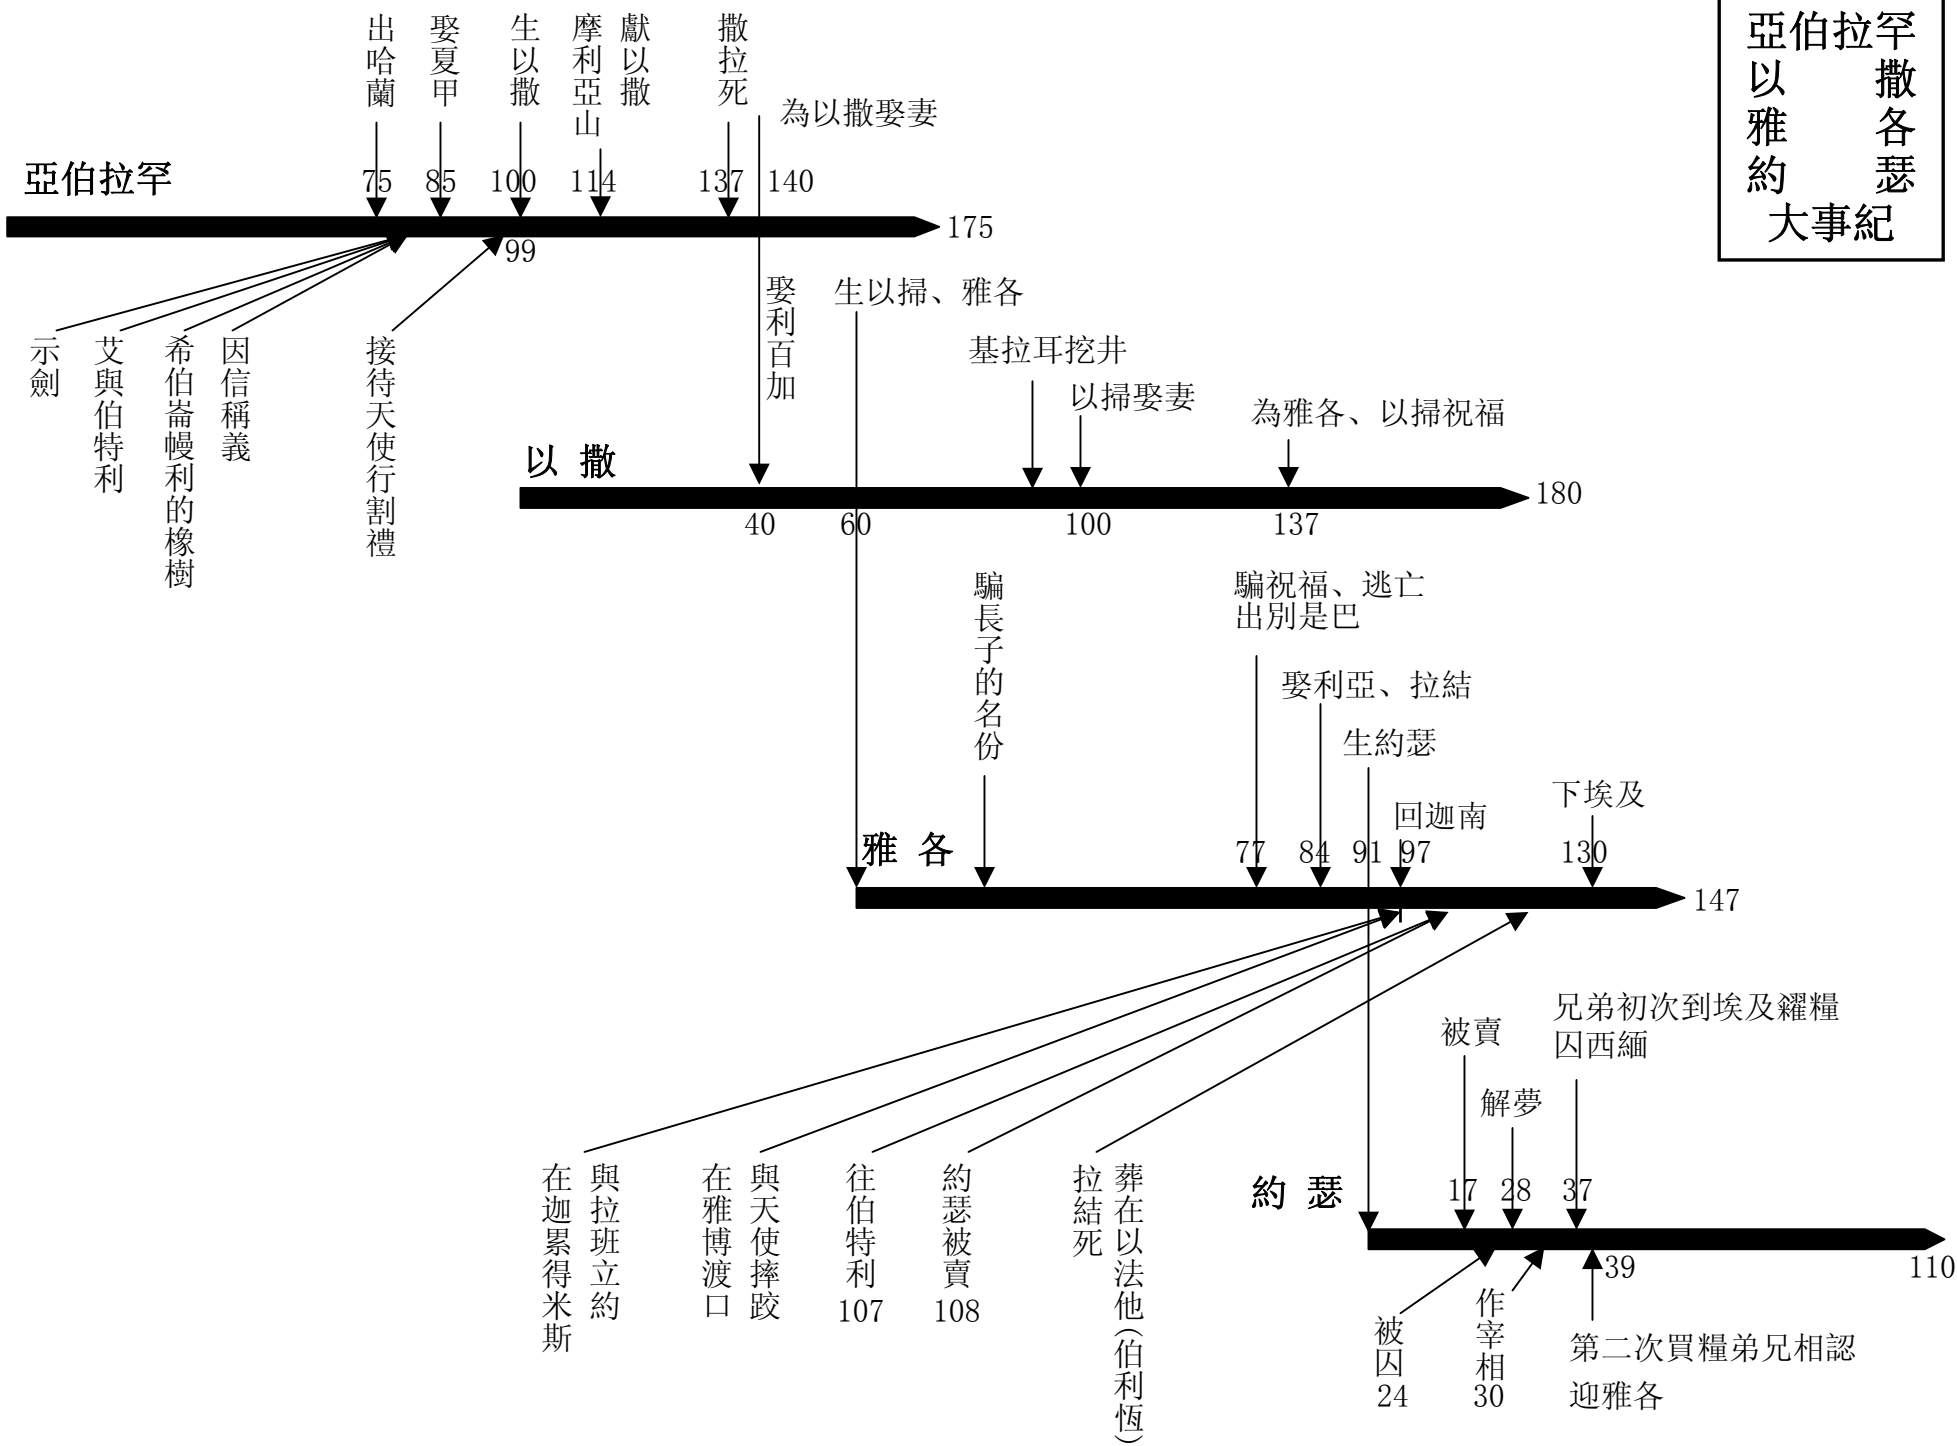 亞伯拉罕
以撒
雅各
約瑟
大事紀
出哈蘭
娶夏甲
生以撒
摩利亞山
獻以撒
撒拉死
為以撒娶妻
亞伯拉罕
75
85
100
114
137
140
175
99
示劍
艾與伯特利
希伯崙幔利的橡樹
因信稱義
接待天使行割禮
娶利百加
生以掃、雅各
基拉耳挖井
以掃娶妻
為雅各、以掃祝福
以撒
180
40
60
100
137
騙長子的名份
騙祝福、逃亡
出別是巴
娶利亞、拉結
生約瑟
回迦南
下埃及
雅各
77
84
91
97
130
147
在迦累得米斯
與拉班立約
在雅博渡口
與天使摔跤
往伯特利
107
約瑟被賣
108
拉結死
葬在以法他(伯利恆)
被賣
解夢
兄弟初次到埃及糴糧
囚西緬
約瑟
17
28
37
39
110
被囚
24
作宰相
30
第二次買糧弟兄相認
迎雅各